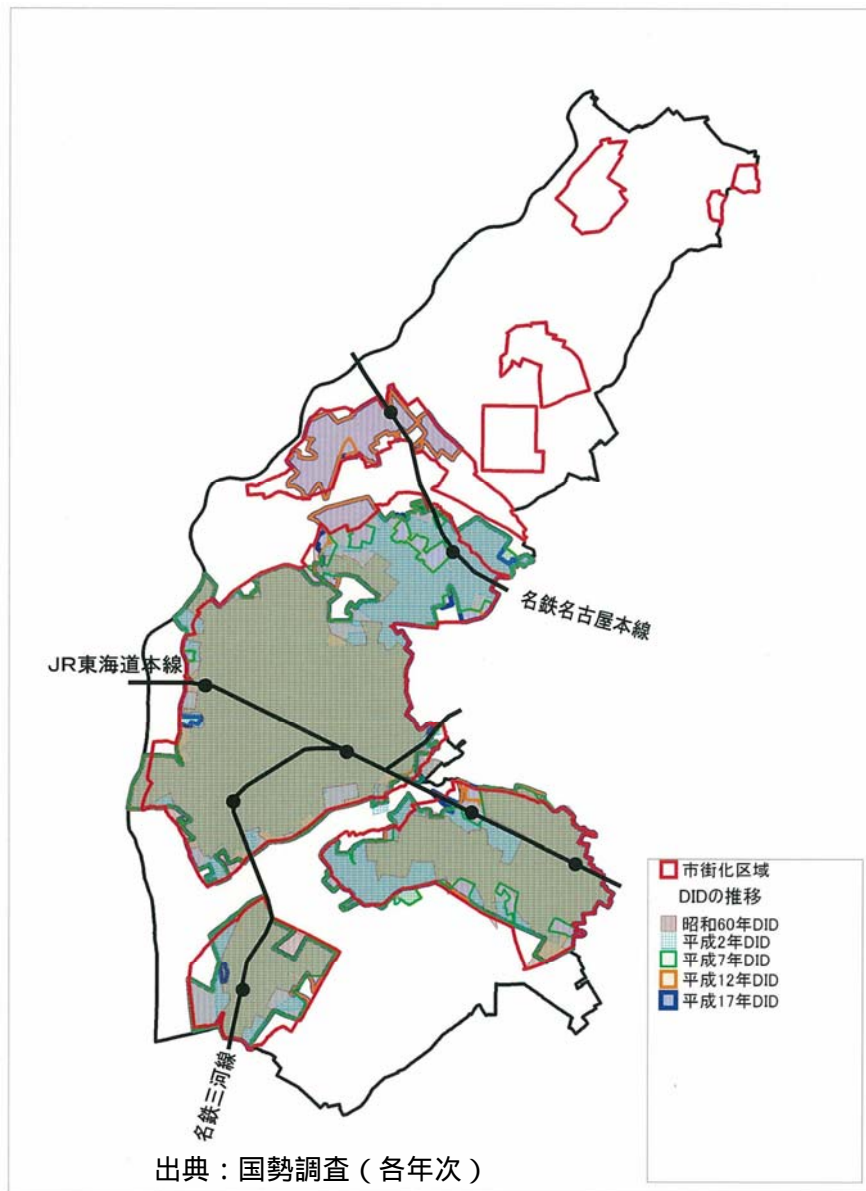 名鉄名古屋本線
JR東海道本線
市街化区域
DIDの推移
昭和60年DID
平成2年DID
平成7年DID
平成12年DID
平成17年DID
名鉄三河線
出典：国勢調査（各年次）